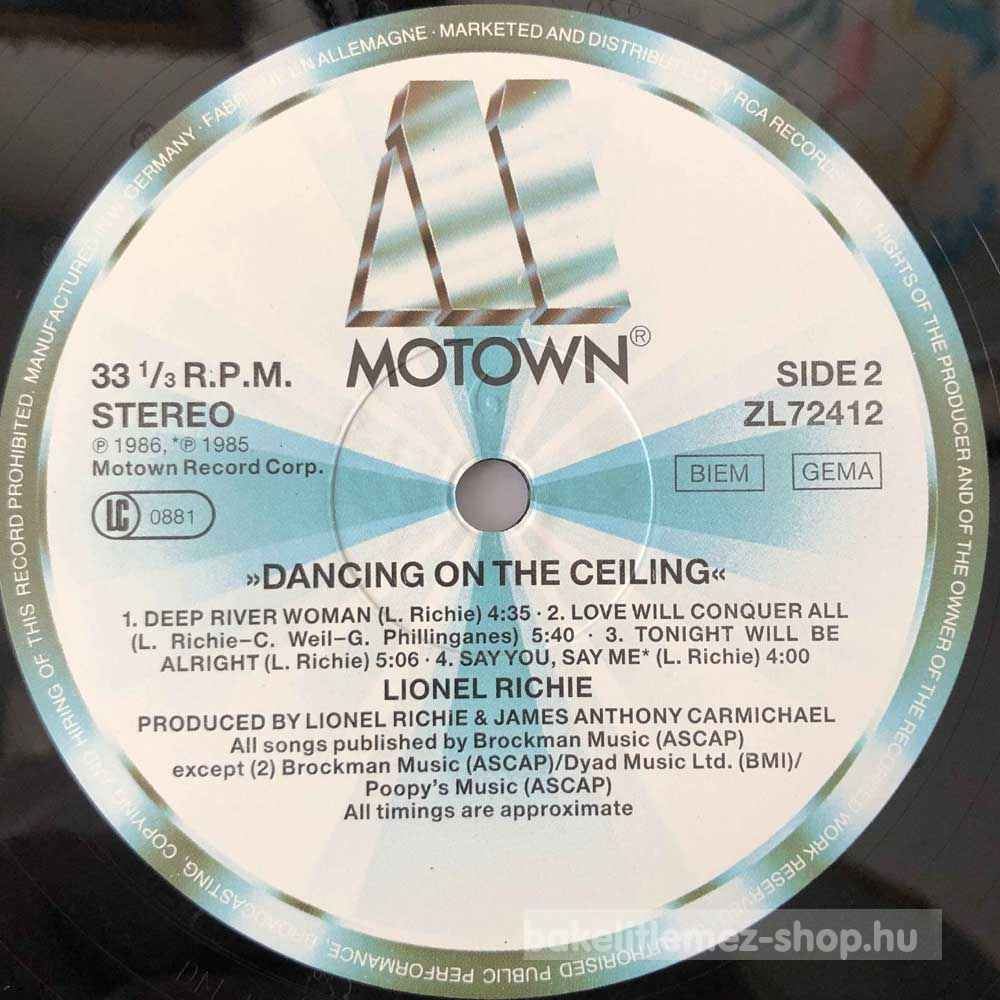 MANUFACTURED IN W. GERMANY · FABRIQUE EN ALLEMAGNE · MARKETED AND DISTRIBUTED BY RCA RECORDS · ALL RIGHTS OF THE PRODUCER AND OF THE OWNER OF THE RECORDED WORK RESERVED
UNAUTHORISED PUBLIC PERFORMANCE, BROADCASTING, COPYING AND HIRING OF THIS RECORD PROHIBITED.
MOTOWN®
33 1/3 R.P.M.
STEREO
℗ 1986, *℗ 1985
Motown Record Corp.
LC 0881
SIDE 2
ZL72412
BIEM GEMA
»DANCING ON THE CEILING«
1. DEEP RIVER WOMAN (L. Richie) 4:35 · 2. LOVE WILL CONQUER ALL
(L. Richie–C. Weil–G. Phillinganes) 5:40 · 3. TONIGHT WILL BE
ALRIGHT (L. Richie) 5:06 · 4. SAY YOU, SAY ME* (L. Richie) 4:00
LIONEL RICHIE
PRODUCED BY LIONEL RICHIE & JAMES ANTHONY CARMICHAEL
All songs published by Brockman Music (ASCAP)
except (2) Brockman Music (ASCAP)/Dyad Music Ltd. (BMI)/
Poopy's Music (ASCAP)
All timings are approximate
bakelitlemez-shop.hu